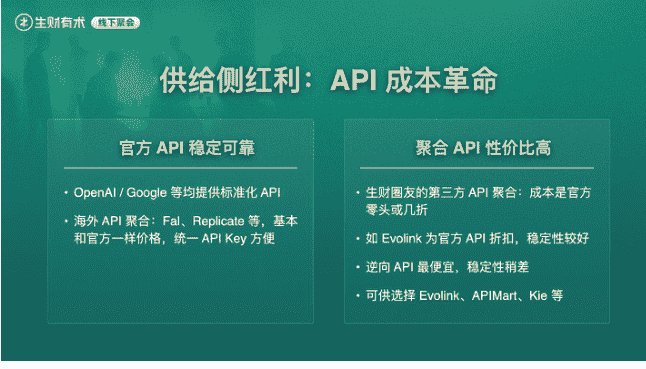 生财有术 线下聚会
供给侧红利：API 成本革命
官方 API 稳定可靠
• OpenAI / Google 等均提供标准化 API
• 海外 API 聚合：Fal、Replicate 等，基本
和官方一样价格，统一 API Key 方便
聚合 API 性价比高
• 生财圈友的第三方 API 聚合：成本是官方
零头或几折
• 如 Evolink 为官方 API 折扣，稳定性较好
• 逆向 API 最便宜，稳定性稍差
• 可供选择 Evolink、APIMart、Kie 等